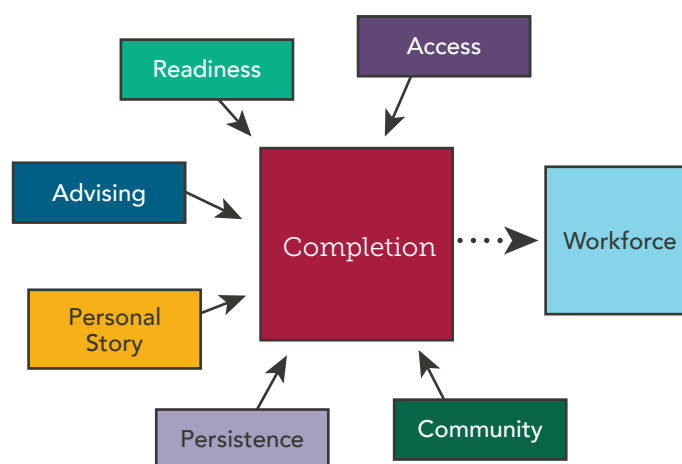 Access
Readiness
Advising
Completion
Workforce
Personal
Story
Community
Persistence